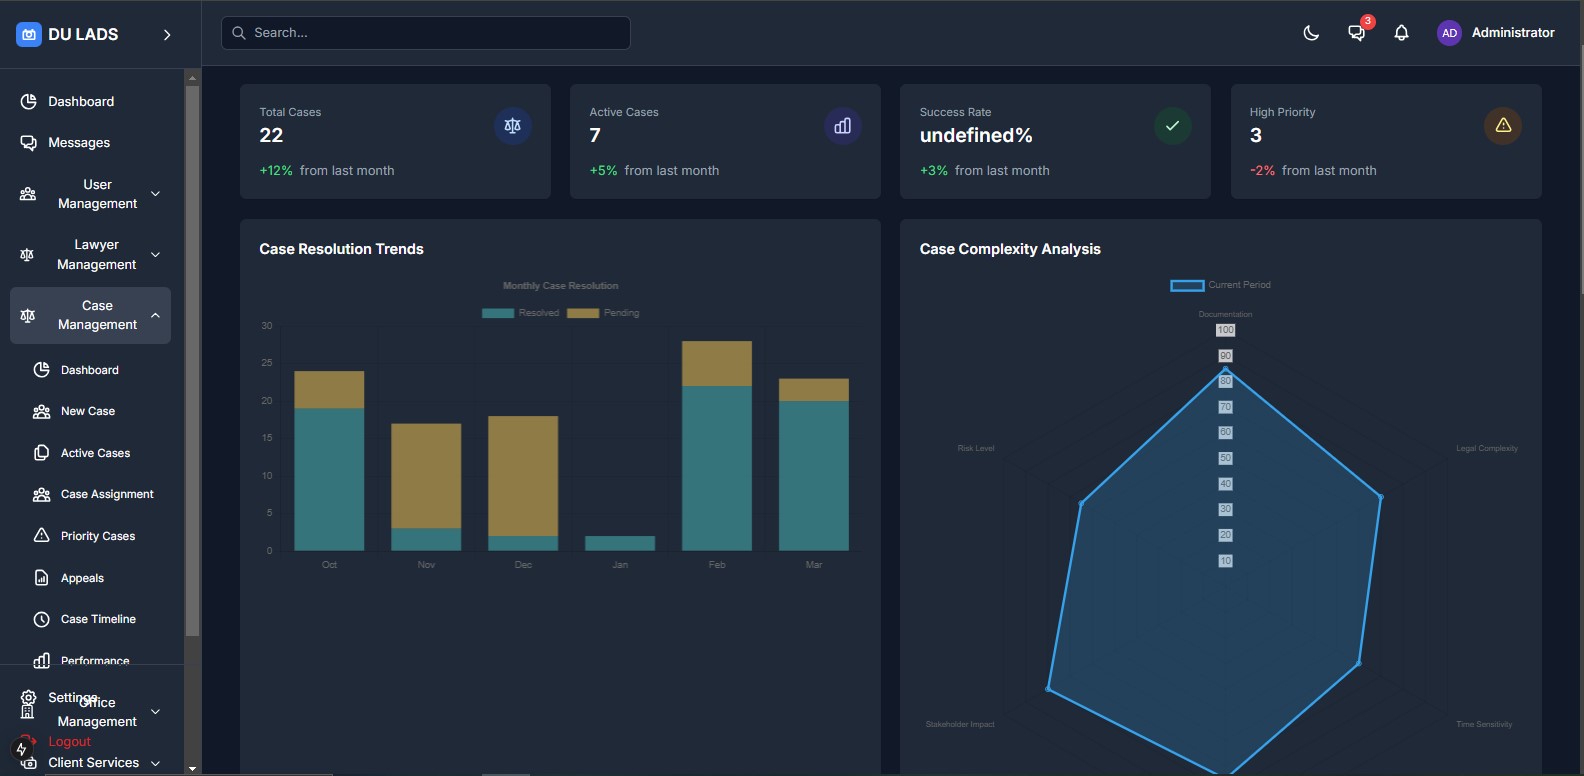 DU LADS
Search...
3
AD
Administrator
Dashboard
Messages
User
Management
Lawyer
Management
Case
Management
Dashboard
New Case
Active Cases
Case Assignment
Priority Cases
Appeals
Case Timeline
Performance
Settings
Office
Management
Logout
Client Services
Total Cases
22
+12% from last month
Active Cases
7
+5% from last month
Success Rate
undefined%
+3% from last month
High Priority
3
-2% from last month
Case Resolution Trends
Monthly Case Resolution
Resolved Pending
30
25
20
15
10
5
0
Oct Nov Dec Jan Feb Mar
Case Complexity Analysis
Current Period
Documentation
100
90
80
70
60
50
40
30
20
10
Risk Level
Legal Complexity
Stakeholder Impact
Time Sensitivity